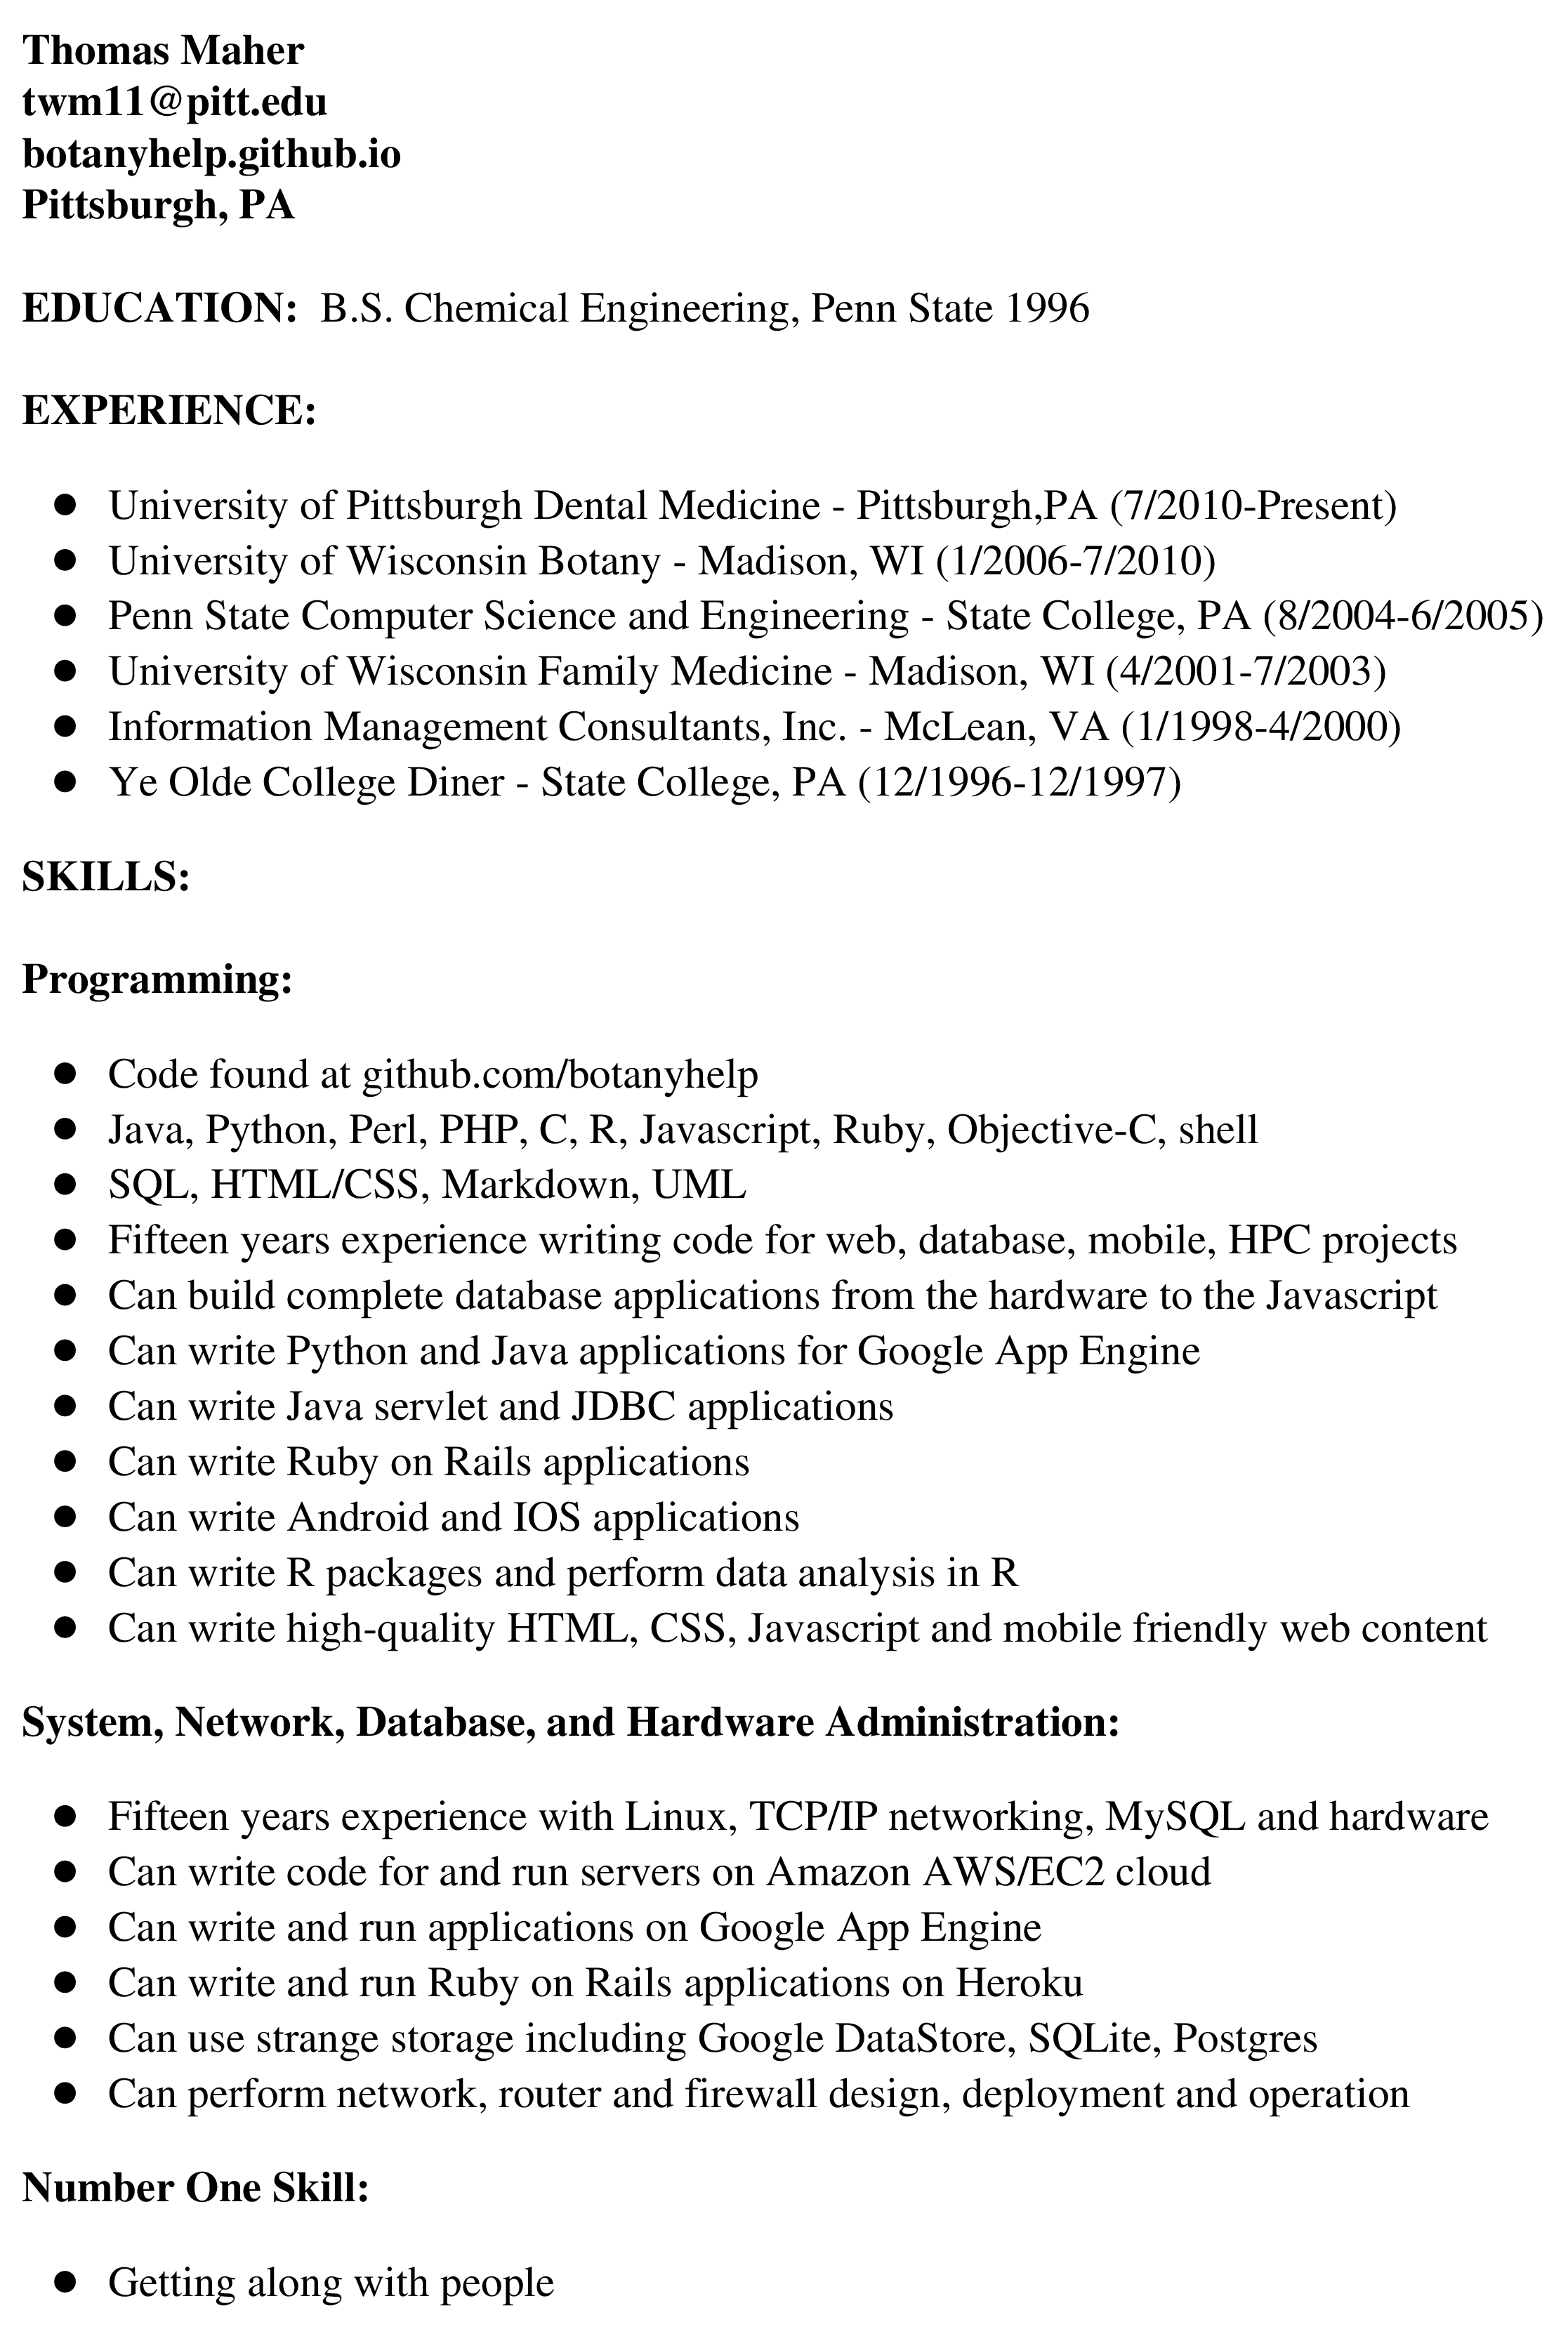 Thomas Maher
twm11@pitt.edu
botanyhelp.github.io
Pittsburgh, PA
EDUCATION: B.S. Chemical Engineering, Penn State 1996
EXPERIENCE:
● University of Pittsburgh Dental Medicine - Pittsburgh,PA (7/2010-Present)
● University of Wisconsin Botany - Madison, WI (1/2006-7/2010)
● Penn State Computer Science and Engineering - State College, PA (8/2004-6/2005)
● University of Wisconsin Family Medicine - Madison, WI (4/2001-7/2003)
● Information Management Consultants, Inc. - McLean, VA (1/1998-4/2000)
● Ye Olde College Diner - State College, PA (12/1996-12/1997)
SKILLS:
Programming:
● Code found at github.com/botanyhelp
● Java, Python, Perl, PHP, C, R, Javascript, Ruby, Objective-C, shell
● SQL, HTML/CSS, Markdown, UML
● Fifteen years experience writing code for web, database, mobile, HPC projects
● Can build complete database applications from the hardware to the Javascript
● Can write Python and Java applications for Google App Engine
● Can write Java servlet and JDBC applications
● Can write Ruby on Rails applications
● Can write Android and IOS applications
● Can write R packages and perform data analysis in R
● Can write high-quality HTML, CSS, Javascript and mobile friendly web content
System, Network, Database, and Hardware Administration:
● Fifteen years experience with Linux, TCP/IP networking, MySQL and hardware
● Can write code for and run servers on Amazon AWS/EC2 cloud
● Can write and run applications on Google App Engine
● Can write and run Ruby on Rails applications on Heroku
● Can use strange storage including Google DataStore, SQLite, Postgres
● Can perform network, router and firewall design, deployment and operation
Number One Skill:
● Getting along with people